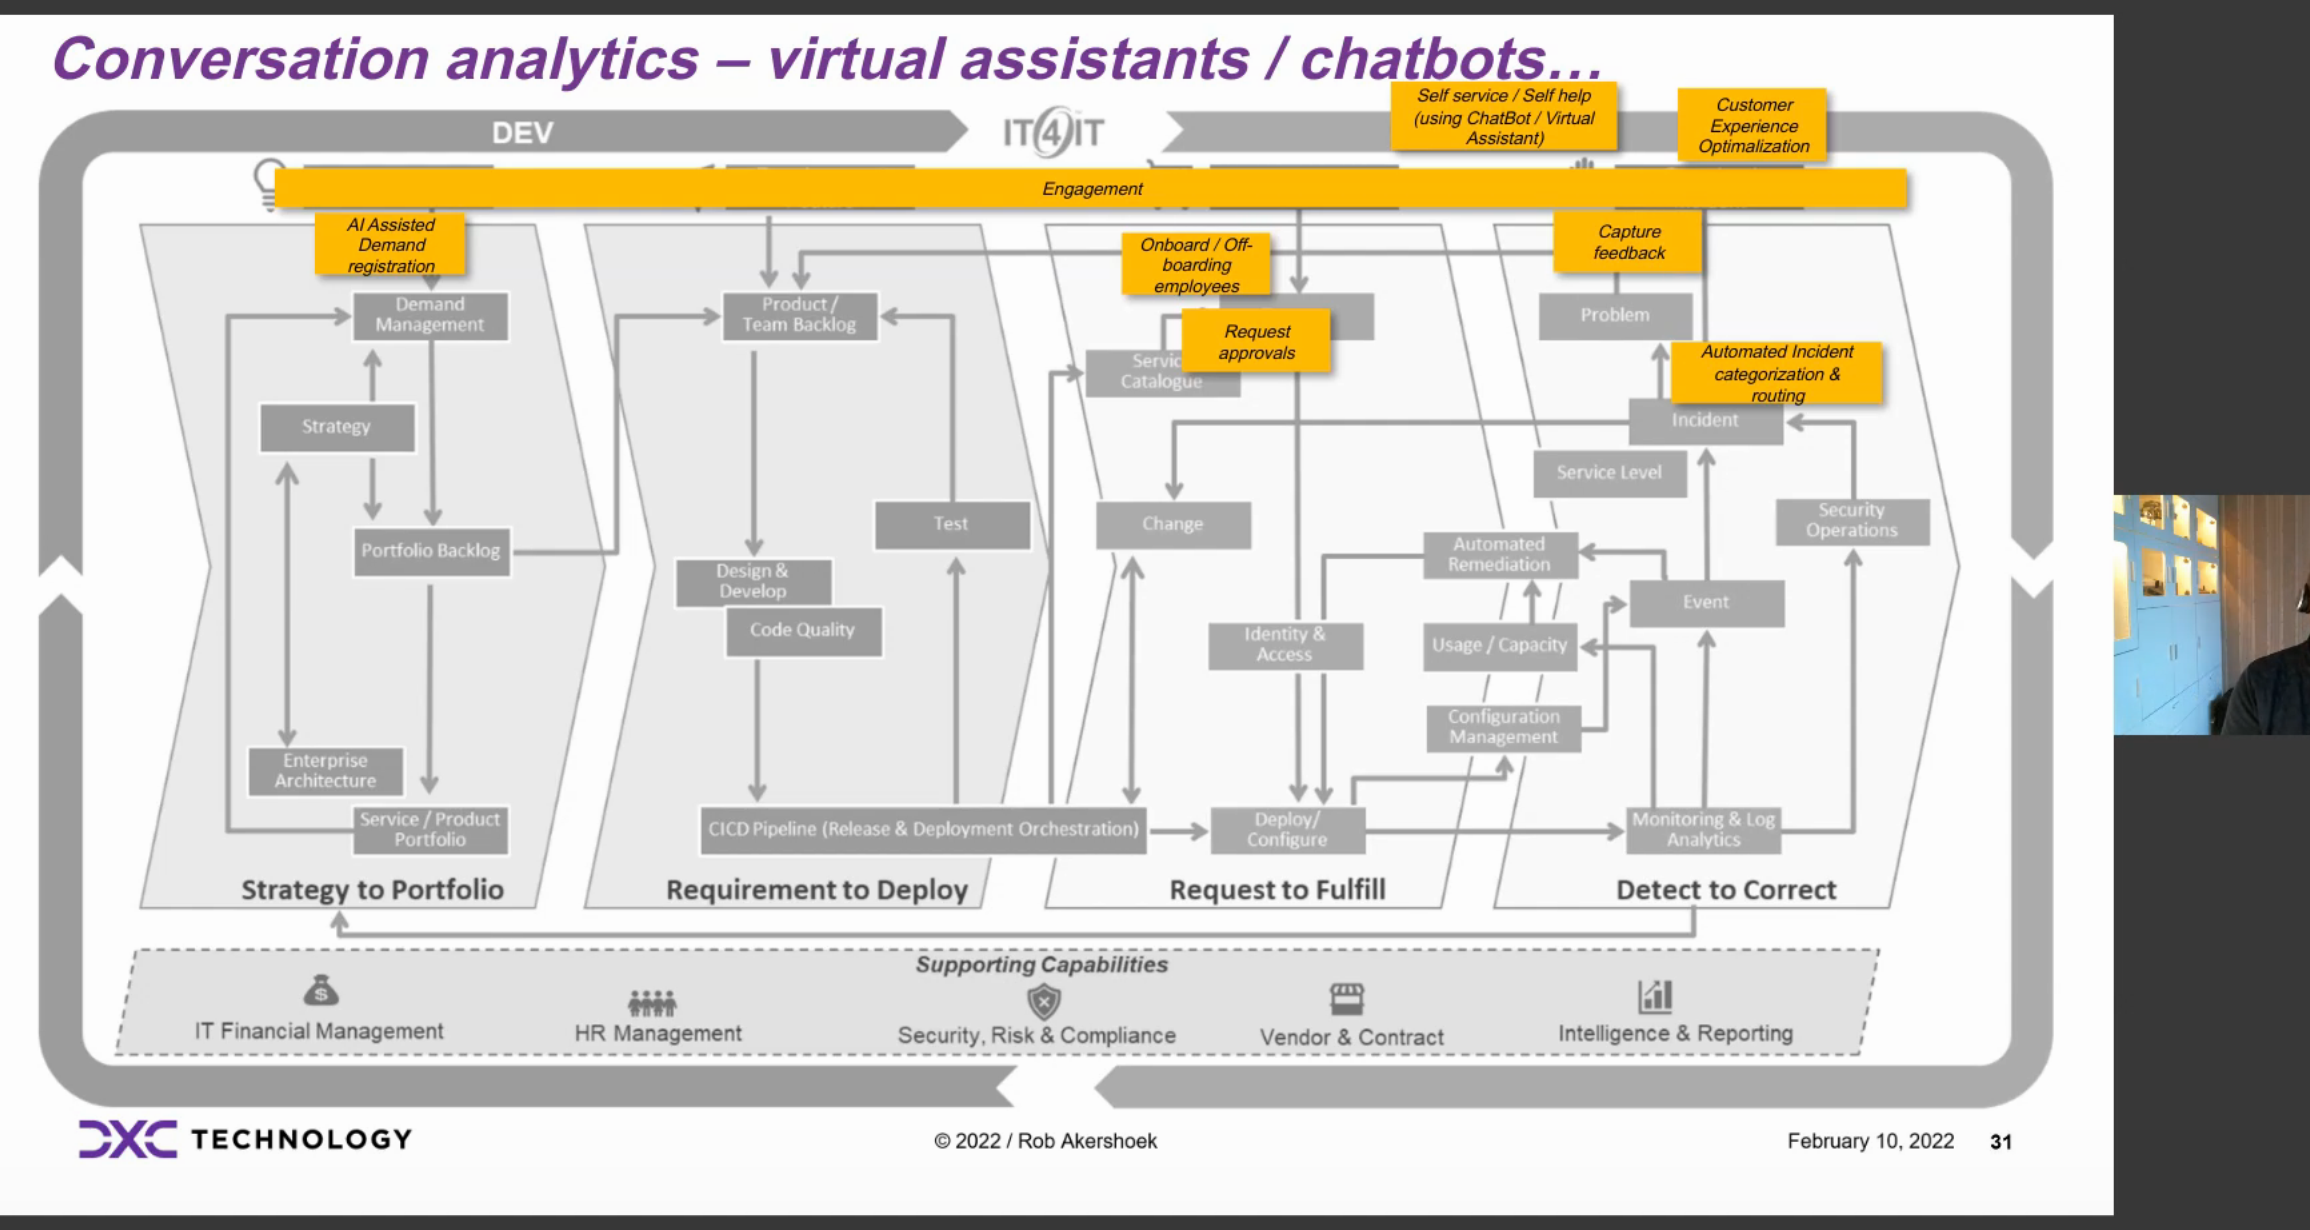 Conversation analytics – virtual assistants / chatbots…
DEV
IT4IT
Self service / Self help
(using ChatBot / Virtual
Assistant)
Customer
Experience
Optimalization
Engagement
AI Assisted
Demand
registration
Onboard / Off-
boarding
employees
Capture
feedback
Demand
Management
Product /
Team Backlog
Request
approvals
Problem
Catalogue
Automated Incident
categorization &
routing
Strategy
Incident
Service Level
Portfolio Backlog
Test
Change
Security
Operations
Automated
Remediation
Design &
Develop
Code Quality
Event
Identity &
Access
Usage / Capacity
Configuration
Management
Enterprise
Architecture
Service / Product
Portfolio
CICD Pipeline (Release & Deployment Orchestration)
Deploy/
Configure
Monitoring & Log
Analytics
Strategy to Portfolio
Requirement to Deploy
Request to Fulfill
Detect to Correct
Supporting Capabilities
IT Financial Management
HR Management
Security, Risk & Compliance
Vendor & Contract
Intelligence & Reporting
DXC TECHNOLOGY
© 2022 / Rob Akershoek
February 10, 2022
31